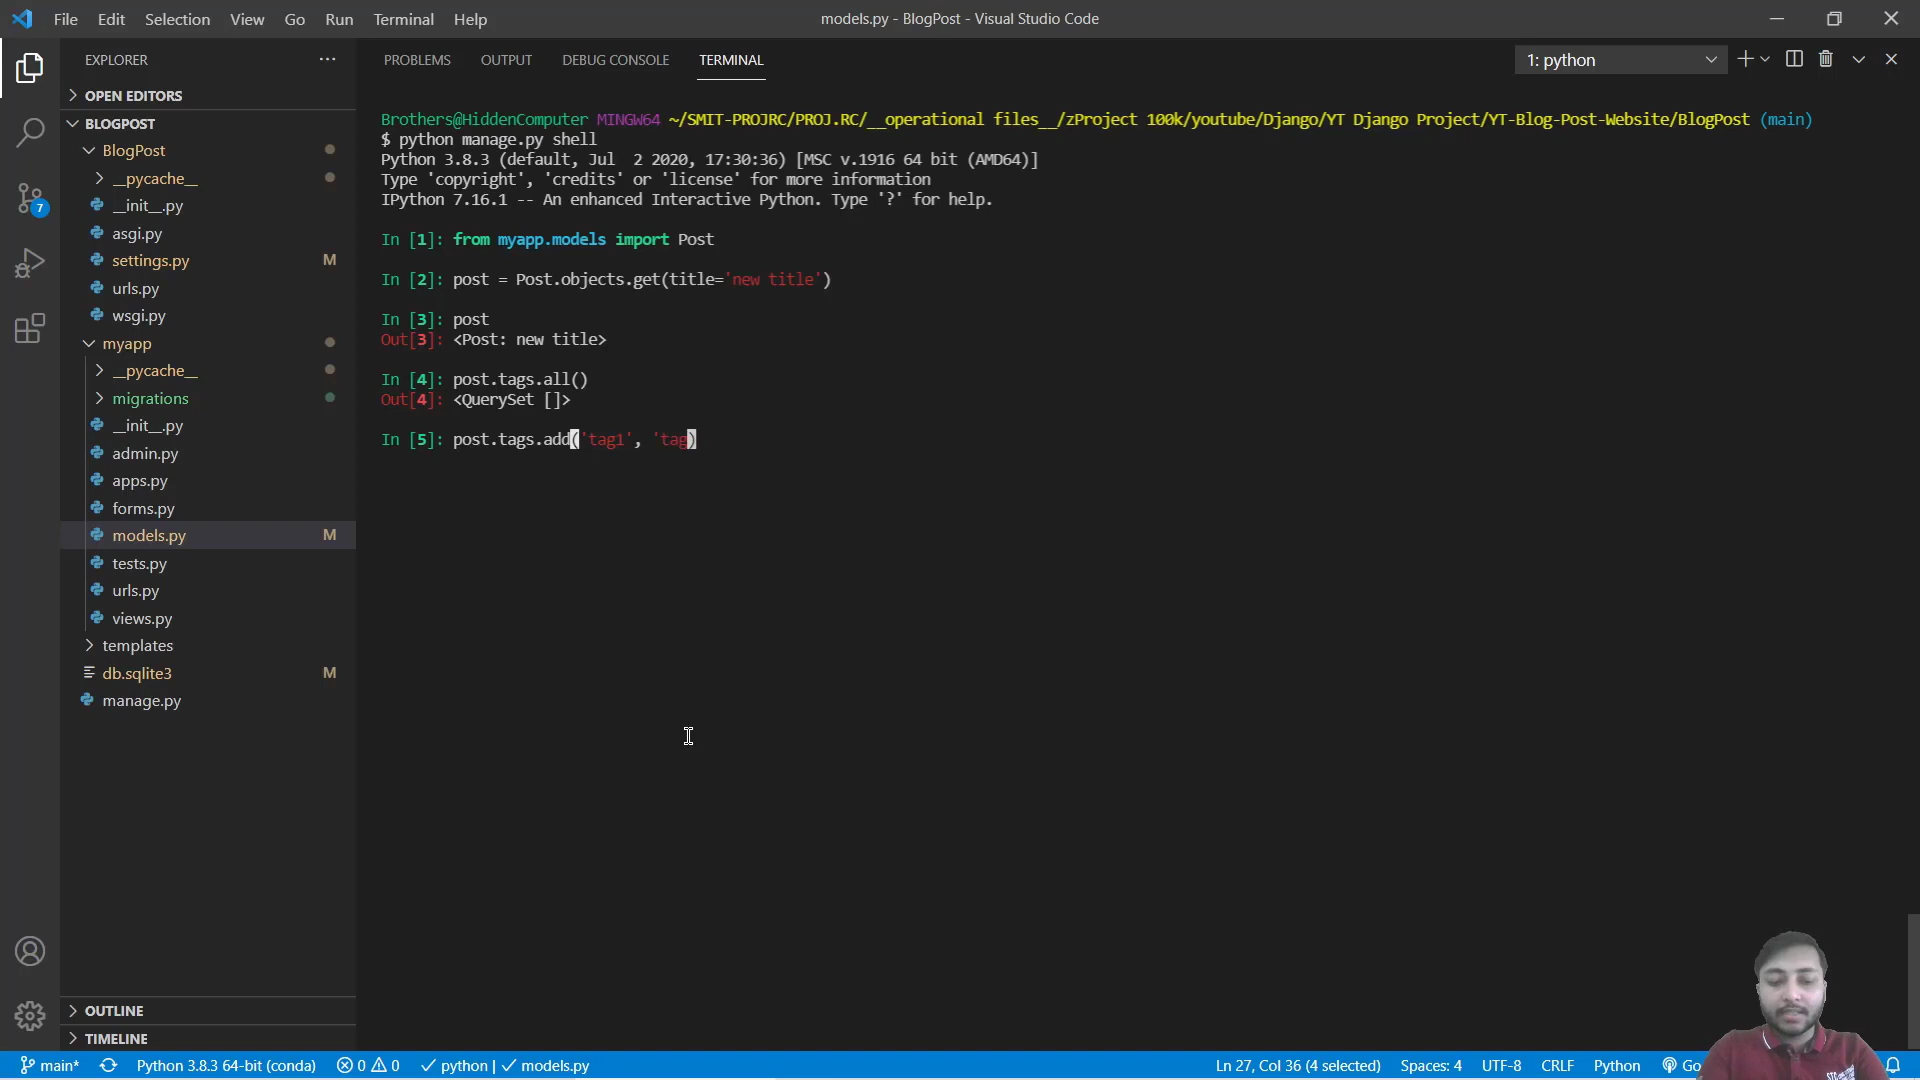 File Edit Selection View Go Run Terminal Help
models.py - BlogPost - Visual Studio Code
EXPLORER
PROBLEMS OUTPUT DEBUG CONSOLE TERMINAL
1: python
OPEN EDITORS
BLOGPOST
BlogPost
__pycache__
__init__.py
asgi.py
settings.py M
urls.py
wsgi.py
myapp
__pycache__
migrations
__init__.py
admin.py
apps.py
forms.py
models.py M
tests.py
urls.py
views.py
templates
db.sqlite3 M
manage.py
OUTLINE
TIMELINE
7
Brothers@HiddenComputer MINGW64 ~/SMIT-PROJRC/PROJ.RC/__operational files__/zProject 100k/youtube/Django/YT Django Project/YT-Blog-Post-Website/BlogPost (main)
$ python manage.py shell
Python 3.8.3 (default, Jul  2 2020, 17:30:36) [MSC v.1916 64 bit (AMD64)]
Type 'copyright', 'credits' or 'license' for more information
IPython 7.16.1 -- An enhanced Interactive Python. Type '?' for help.
In [1]: from myapp.models import Post
In [2]: post = Post.objects.get(title='new title')
In [3]: post
Out[3]: <Post: new title>
In [4]: post.tags.all()
Out[4]: <QuerySet []>
In [5]: post.tags.add('tag1', 'tag)
main* Python 3.8.3 64-bit (conda) 0 0 python | models.py
Ln 27, Col 36 (4 selected) Spaces: 4 UTF-8 CRLF Python Go